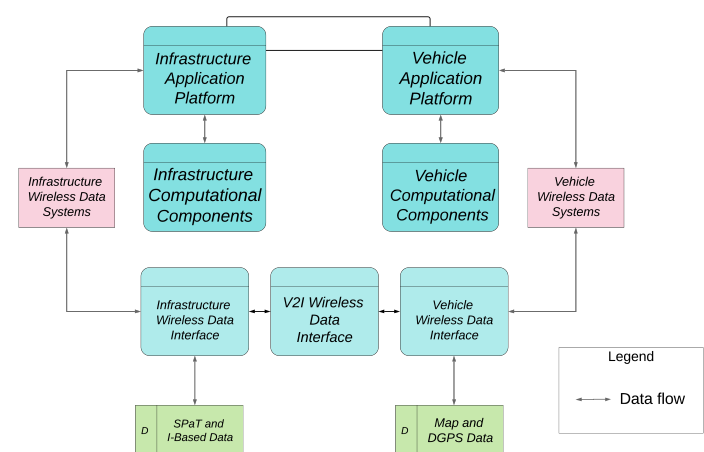 Infrastructure
Application
Platform
Vehicle
Application
Platform
Infrastructure
Computational
Components
Vehicle
Computational
Components
Infrastructure
Wireless Data
Systems
Vehicle
Wireless Data
Systems
Infrastructure
Wireless Data
Interface
V2I Wireless
Data
Interface
Vehicle
Wireless Data
Interface
Legend
Data flow
D
SPaT and
I-Based Data
D
Map and
DGPS Data